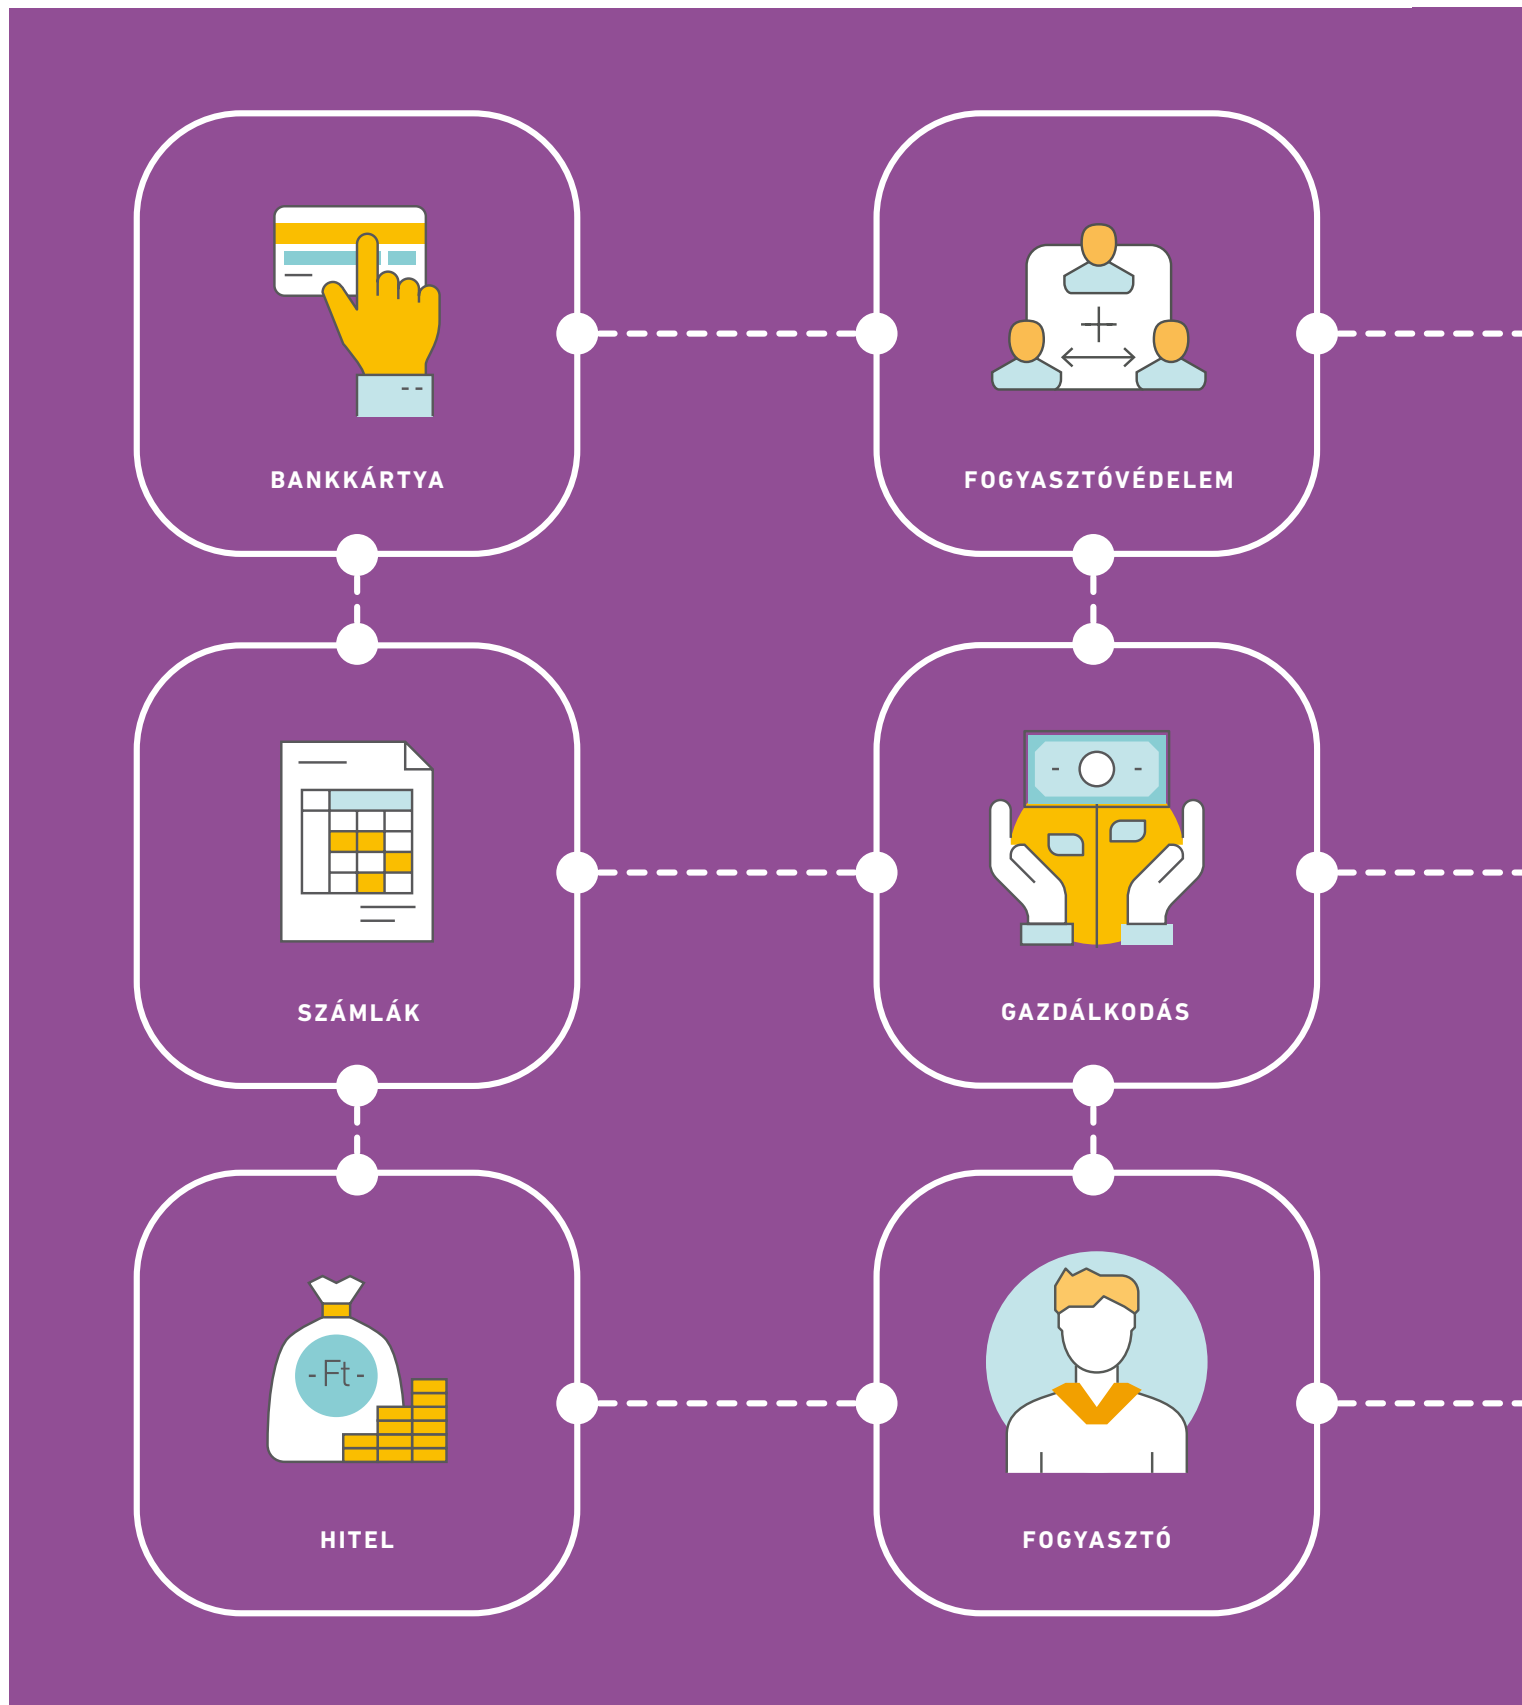 BANKKÁRTYA
FOGYASZTÓVÉDELEM
SZÁMLÁK
GAZDÁLKODÁS
-Ft-
HITEL
FOGYASZTÓ